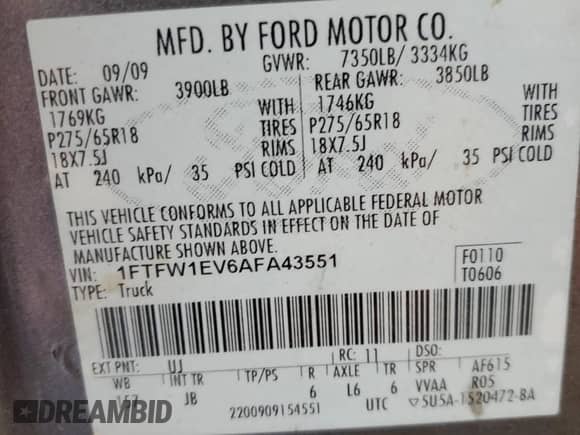 MFD. BY FORD MOTOR CO.
DATE: 09/09 GVWR: 7350LB/ 3334KG
FRONT GAWR: 3900LB REAR GAWR: 3850LB
1769KG WITH 1746KG WITH
P275/65R18 TIRES P275/65R18 TIRES
18X7.5J RIMS 18X7.5J RIMS
AT 240 kPa/ 35 PSI COLD AT 240 kPa/ 35 PSI COLD
THIS VEHICLE CONFORMS TO ALL APPLICABLE FEDERAL MOTOR
VEHICLE SAFETY STANDARDS IN EFFECT ON THE DATE OF
MANUFACTURE SHOWN ABOVE.
VIN: 1FTFW1EV6AFA43551 F0110
TYPE: Truck T0606
EXT PNT: UJ RC: 11 DSO:
WB INT TR TP/PS R AXLE TR SPR AF615
JB 6 L6 6 VVAA R05
2200909154551 UTC 5U5A-1520472-BA
DREAMBID